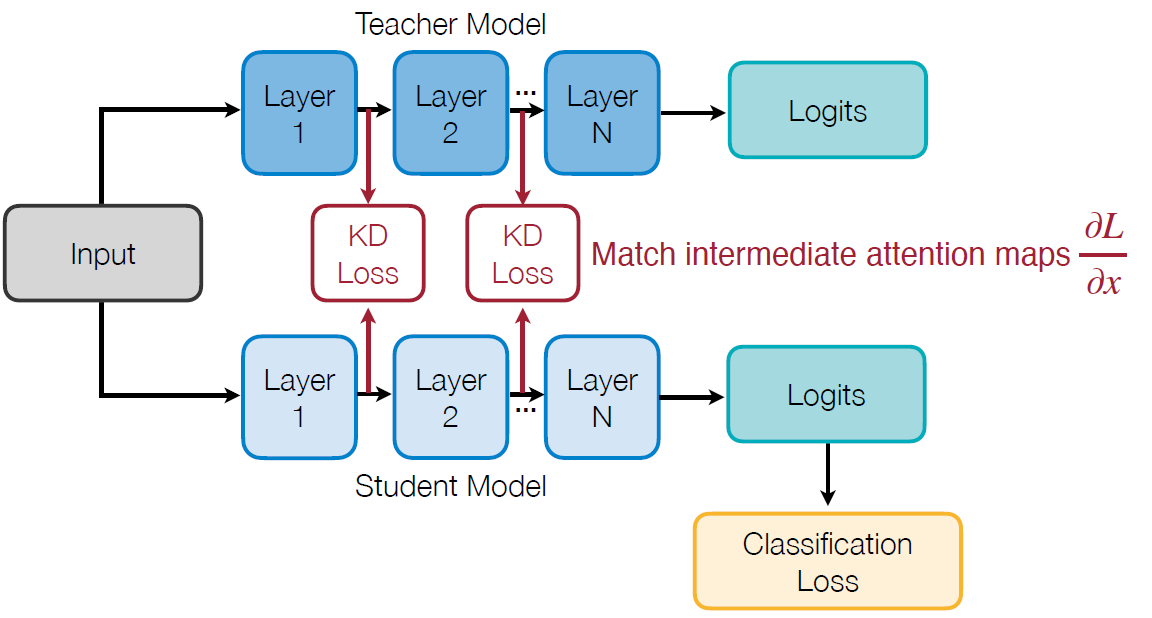 Teacher Model
Layer
1
Layer
2
...
Layer
N
Logits
Input
KD
Loss
KD
Loss
Match intermediate attention maps ∂L/∂x
Layer
1
Layer
2
...
Layer
N
Logits
Student Model
Classification
Loss